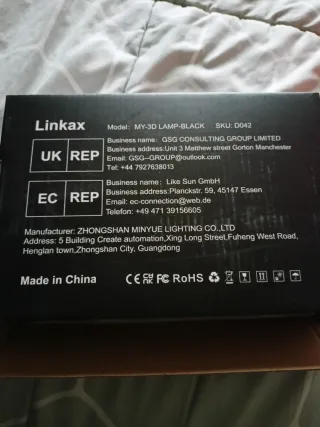 Linkax Model: MY-3D LAMP-BLACK SKU: D042
UK REP
Business name: GSG CONSULTING GROUP LIMITED
Business address:Unit 3 Metthew street Gorton Manchester
Email: GSG--GROUP@outlook.com
Tel: +44 7927638013
EC REP
Business name: Like Sun GmbH
Business address:Planckstr. 59, 45147 Essen
Email: ec-connection@web.de
Telefon: +49 471 39156605
Manufacturer: ZHONGSHAN MINYUE LIGHTING CO.,LTD
Address: 5 Building Create automation,Xing Long Street,Fuheng West Road,
Henglan town,Zhongshan City, Guangdong
Made in China CE UKCA FC RoHS